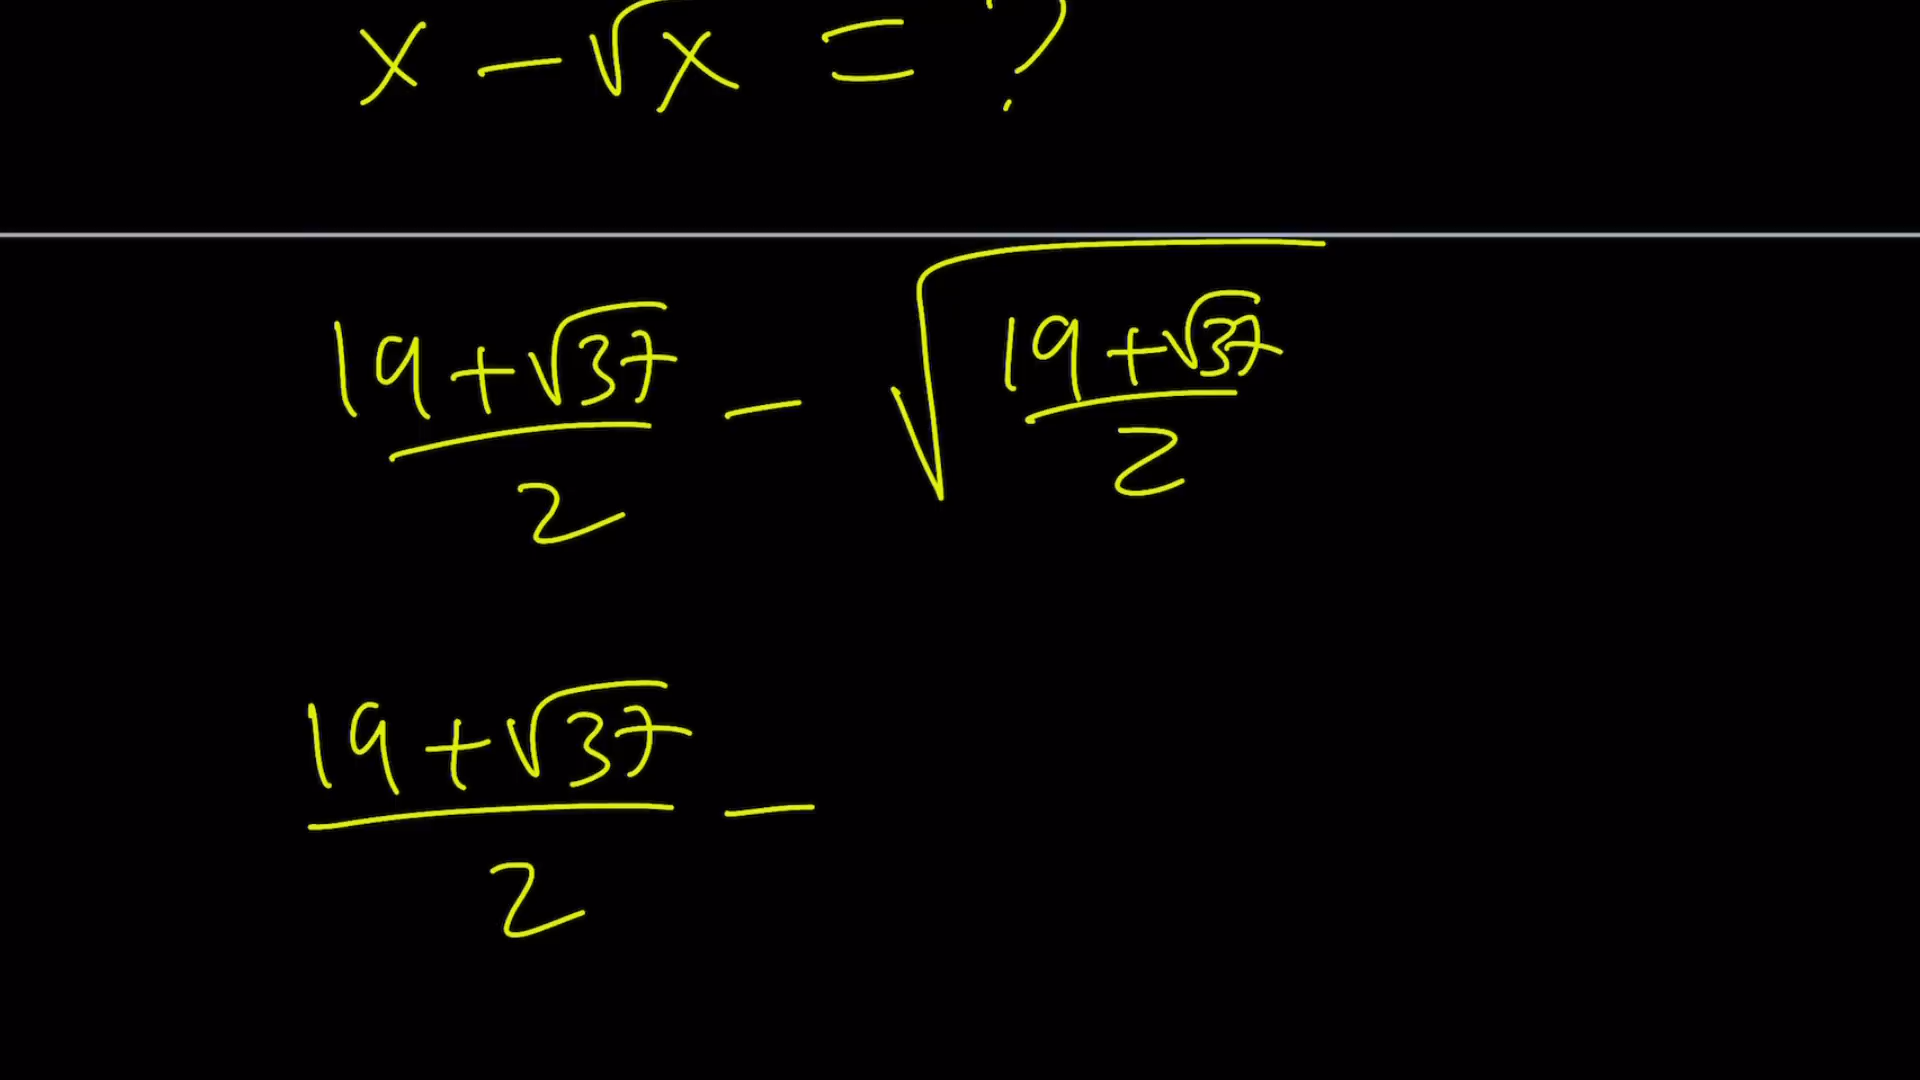 x - √x = ?
(19+√37)/2 - √((19+√37)/2)
(19+√37)/2 -